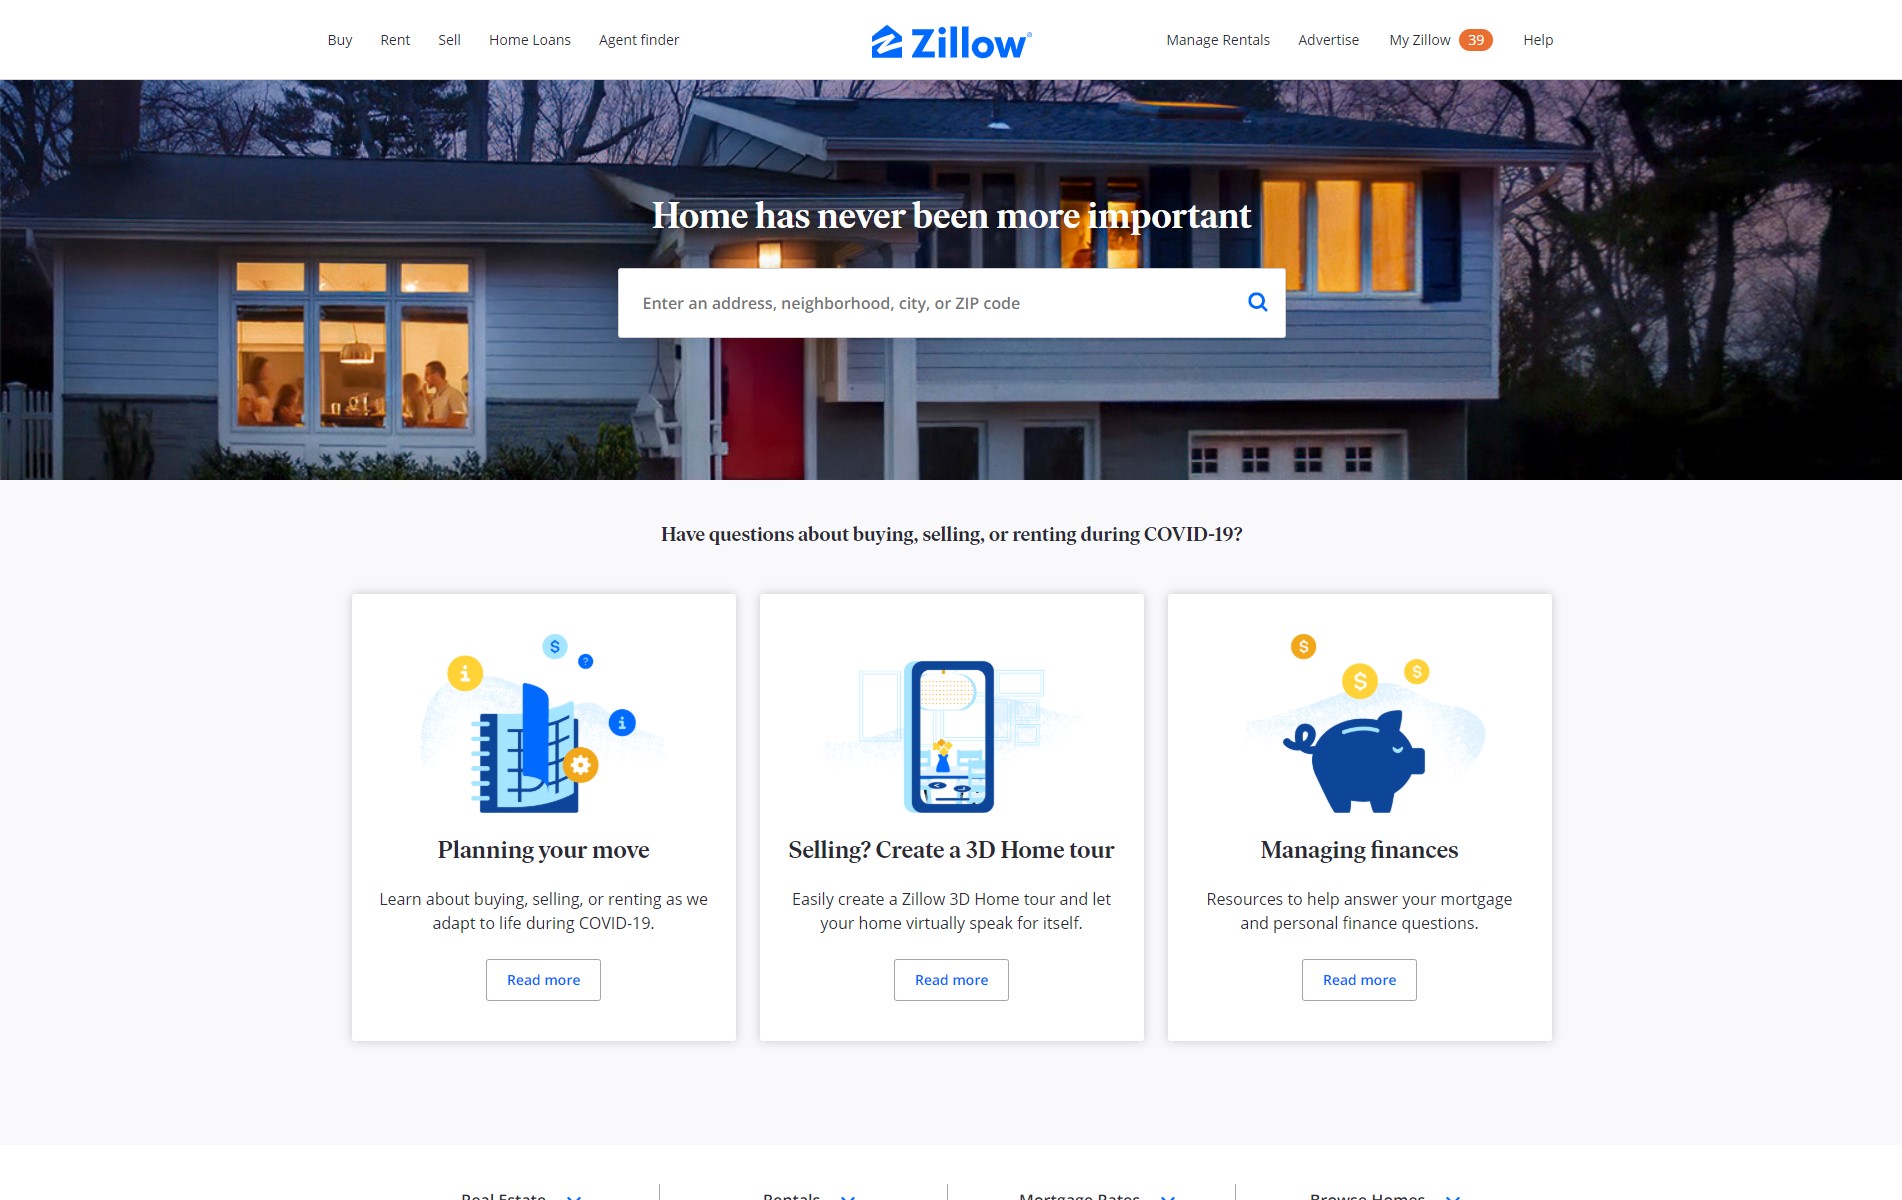 Buy Rent Sell Home Loans Agent finder Zillow® Manage Rentals Advertise My Zillow 39 Help
Home has never been more important
Enter an address, neighborhood, city, or ZIP code
Have questions about buying, selling, or renting during COVID-19?
Planning your move
Learn about buying, selling, or renting as we
adapt to life during COVID-19.
Read more
Selling? Create a 3D Home tour
Easily create a Zillow 3D Home tour and let
your home virtually speak for itself.
Read more
Managing finances
Resources to help answer your mortgage
and personal finance questions.
Read more
Real Estate Rentals Mortgage Rates Browse Homes